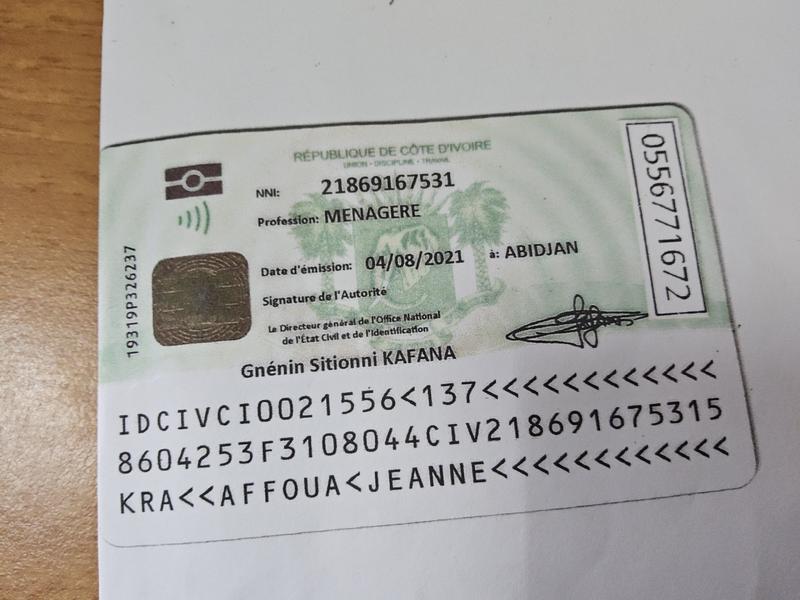 RÉPUBLIQUE DE CÔTE D'IVOIRE
UNION - DISCIPLINE - TRAVAIL
NNI: 21869167531
Profession: MENAGERE
Date d'émission: 04/08/2021 à: ABIDJAN
Signature de l'Autorité
Le Directeur général de l'Office National
de l'État Civil et de l'Identification
Gnénin Sitionni KAFANA
19319P326237
0556771672
IDCIVCI0021556<137<<<<<<<<<<<<
8604253F3108044CIV218691675315
KRA<<AFFOUA<JEANNE<<<<<<<<<<<<